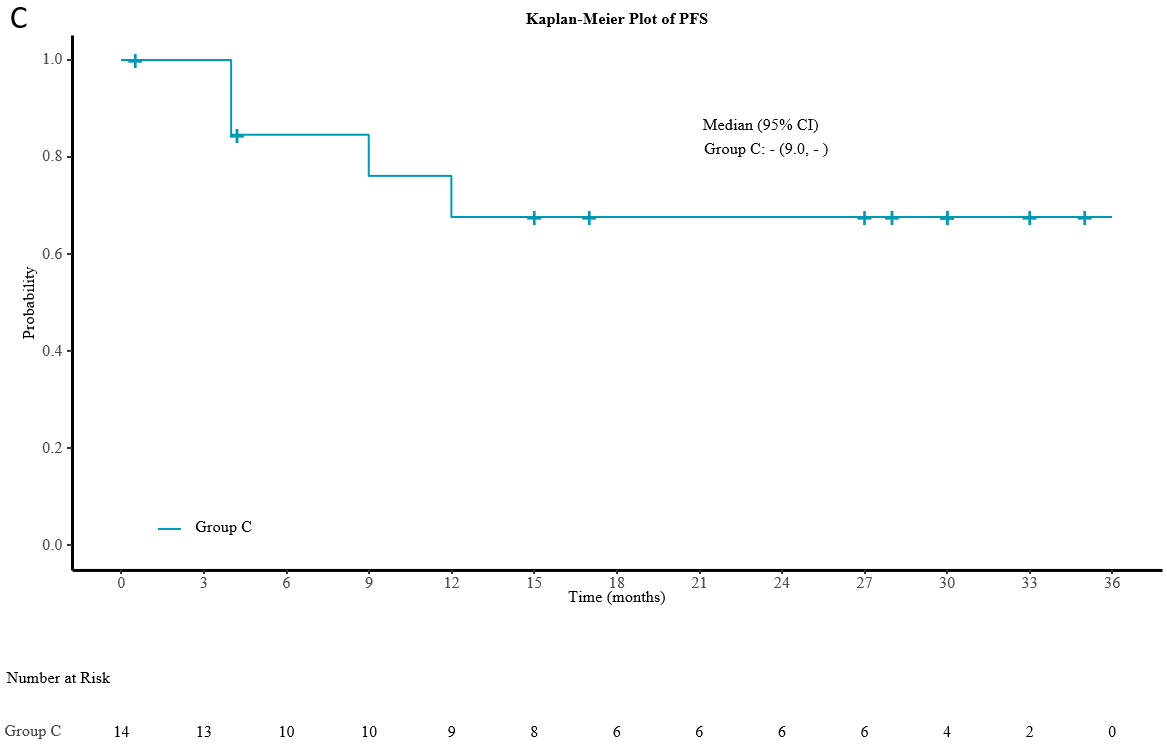 C
Kaplan-Meier Plot of PFS
1.0
0.8
0.6
0.4
0.2
0.0
Probability
Median (95% CI)
Group C: - (9.0, - )
Group C
0 3 6 9 12 15 18 21 24 27 30 33 36
Time (months)
Number at Risk
Group C 14 13 10 10 9 8 6 6 6 6 4 2 0